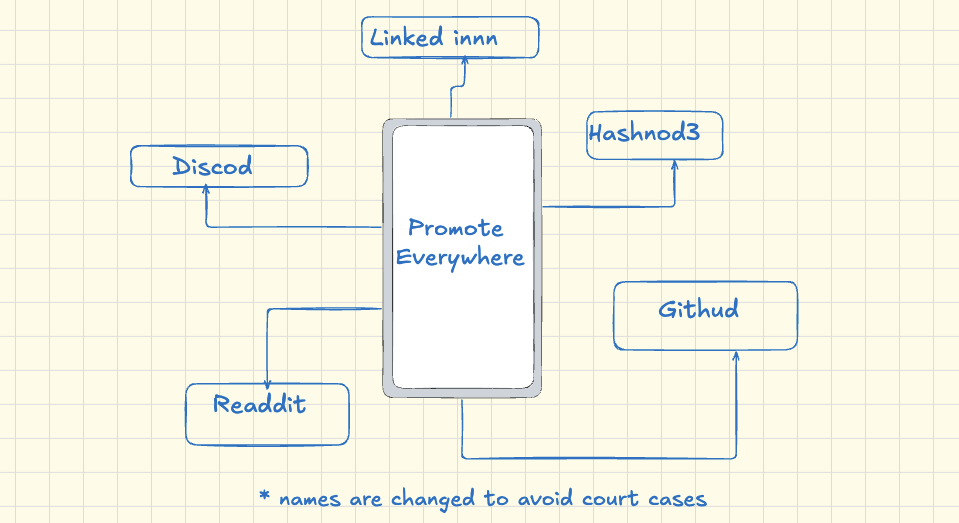 Linked innn
Hashnod3
Discod
Promote
Everywhere
Githud
Readdit
* names are changed to avoid court cases